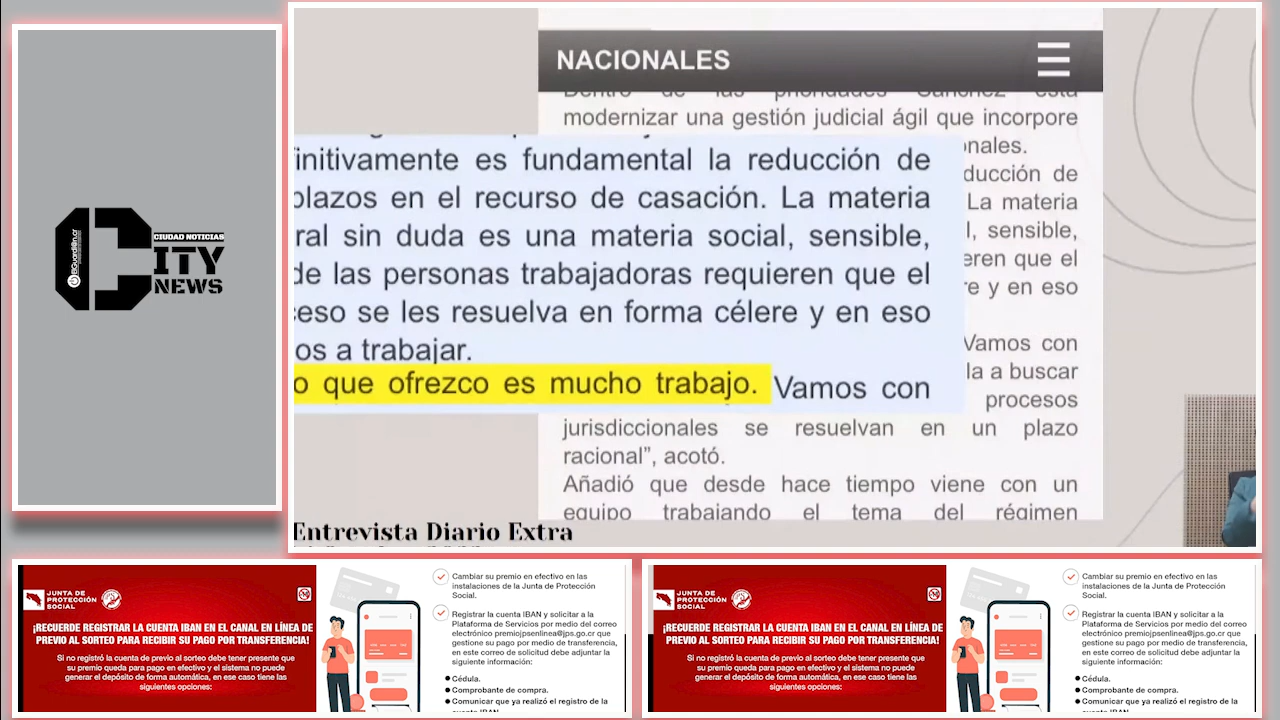 BGuardián.cr
CIUDAD NOTICIAS
CITY
NEWS
NACIONALES
modernizar una gestión judicial ágil que incorpore
onales.
ducción de
La materia
l, sensible,
eren que el
re y en eso
Vamos con
la a buscar
procesos
jurisdiccionales se resuelvan en un plazo
racional”, acotó.
Añadió que desde hace tiempo viene con un
equipo trabajando el tema del régimen
finitivamente es fundamental la reducción de
plazos en el recurso de casación. La materia
ral sin duda es una materia social, sensible,
de las personas trabajadoras requieren que el
ceso se les resuelva en forma célere y en eso
os a trabajar.
o que ofrezco es mucho trabajo. Vamos con
Entrevista Diario Extra
JUNTA DE
PROTECCIÓN
SOCIAL
¡RECUERDE REGISTRAR LA CUENTA IBAN EN EL CANAL EN LÍNEA DE
PREVIO AL SORTEO PARA RECIBIR SU PAGO POR TRANSFERENCIA!
Si no registró la cuenta de previo al sorteo debe tener presente que
su premio queda para pago en efectivo y el sistema no puede
generar el depósito de forma automática, en ese caso tiene las
siguientes opciones:
Cambiar su premio en efectivo en las
instalaciones de la Junta de Protección
Social.
Registrar la cuenta IBAN y solicitar a la
Plataforma de Servicios por medio del correo
electrónico premiojpsenlinea@jps.go.cr que
gestione su pago por medio de transferencia,
en este correo de solicitud debe adjuntar la
siguiente información:
● Cédula.
● Comprobante de compra.
● Comunicar que ya realizó el registro de la
cuenta IBAN
JUNTA DE
PROTECCIÓN
SOCIAL
¡RECUERDE REGISTRAR LA CUENTA IBAN EN EL CANAL EN LÍNEA DE
PREVIO AL SORTEO PARA RECIBIR SU PAGO POR TRANSFERENCIA!
Si no registró la cuenta de previo al sorteo debe tener presente que
su premio queda para pago en efectivo y el sistema no puede
generar el depósito de forma automática, en ese caso tiene las
siguientes opciones:
Cambiar su premio en efectivo en las
instalaciones de la Junta de Protección
Social.
Registrar la cuenta IBAN y solicitar a la
Plataforma de Servicios por medio del correo
electrónico premiojpsenlinea@jps.go.cr que
gestione su pago por medio de transferencia,
en este correo de solicitud debe adjuntar la
siguiente información:
● Cédula.
● Comprobante de compra.
● Comunicar que ya realizó el registro de la
cuenta IBAN